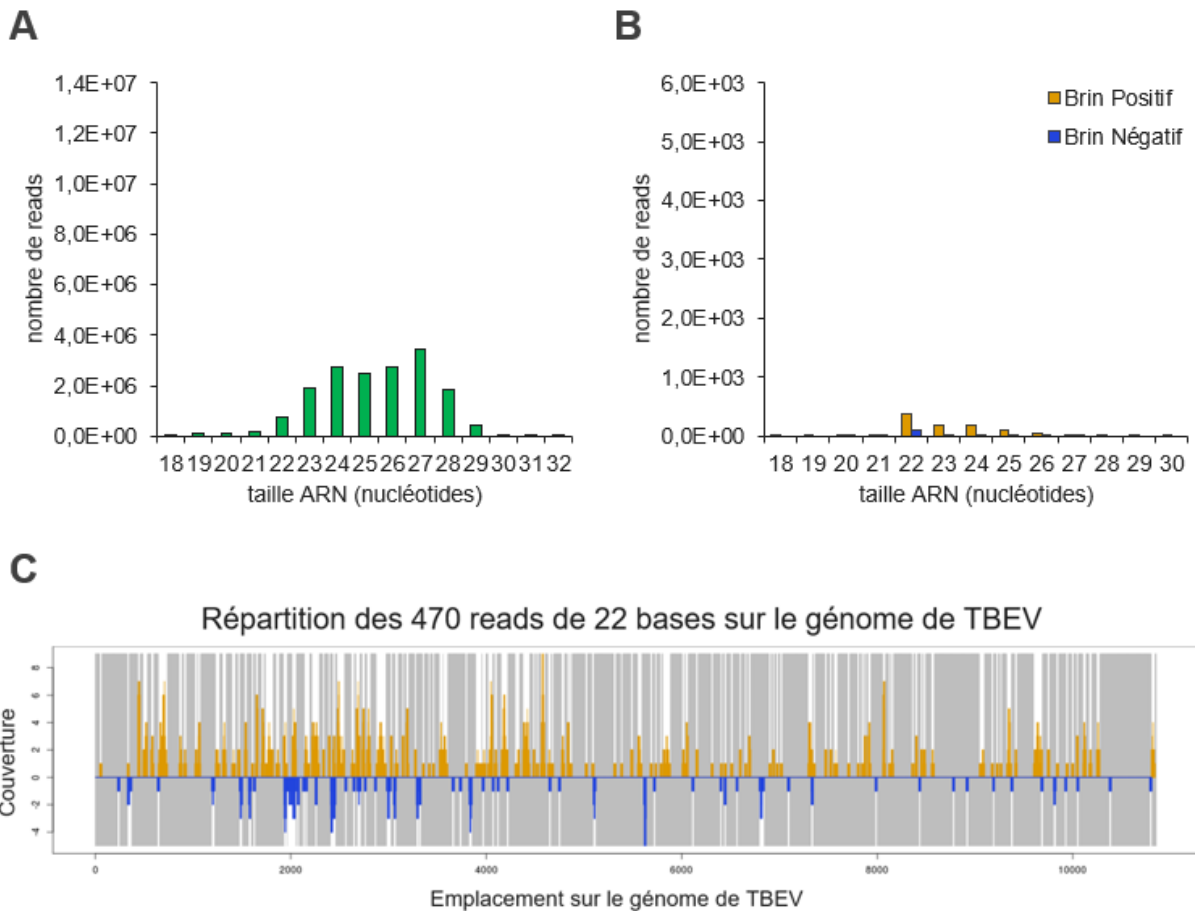 A
1,4E+07
1,2E+07
1,0E+07
8,0E+06
6,0E+06
4,0E+06
2,0E+06
0,0E+00
nombre de reads
18 19 20 21 22 23 24 25 26 27 28 29 30 31 32
taille ARN (nucléotides)
B
6,0E+03
5,0E+03
4,0E+03
3,0E+03
2,0E+03
1,0E+03
0,0E+00
nombre de reads
Brin Positif
Brin Négatif
18 19 20 21 22 23 24 25 26 27 28 29 30
taille ARN (nucléotides)
C
Répartition des 470 reads de 22 bases sur le génome de TBEV
Couverture
8
6
4
2
0
-2
-4
0 2000 4000 6000 8000 10000
Emplacement sur le génome de TBEV